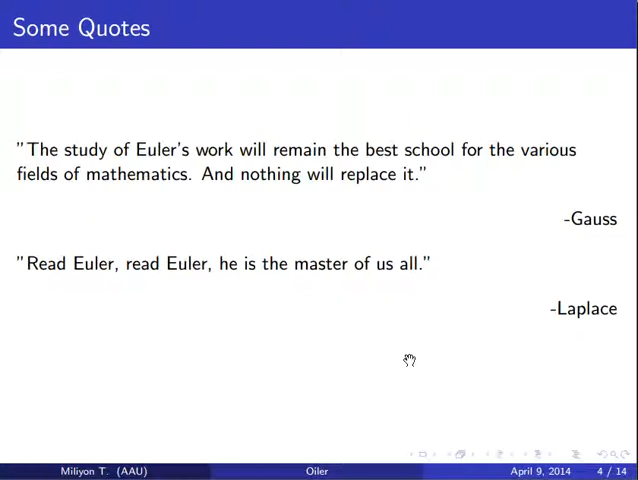 Some Quotes
"The study of Euler's work will remain the best school for the various
fields of mathematics. And nothing will replace it."
-Gauss
"Read Euler, read Euler, he is the master of us all."
-Laplace
Miliyon T. (AAU) Oiler April 9, 2014 4 / 14